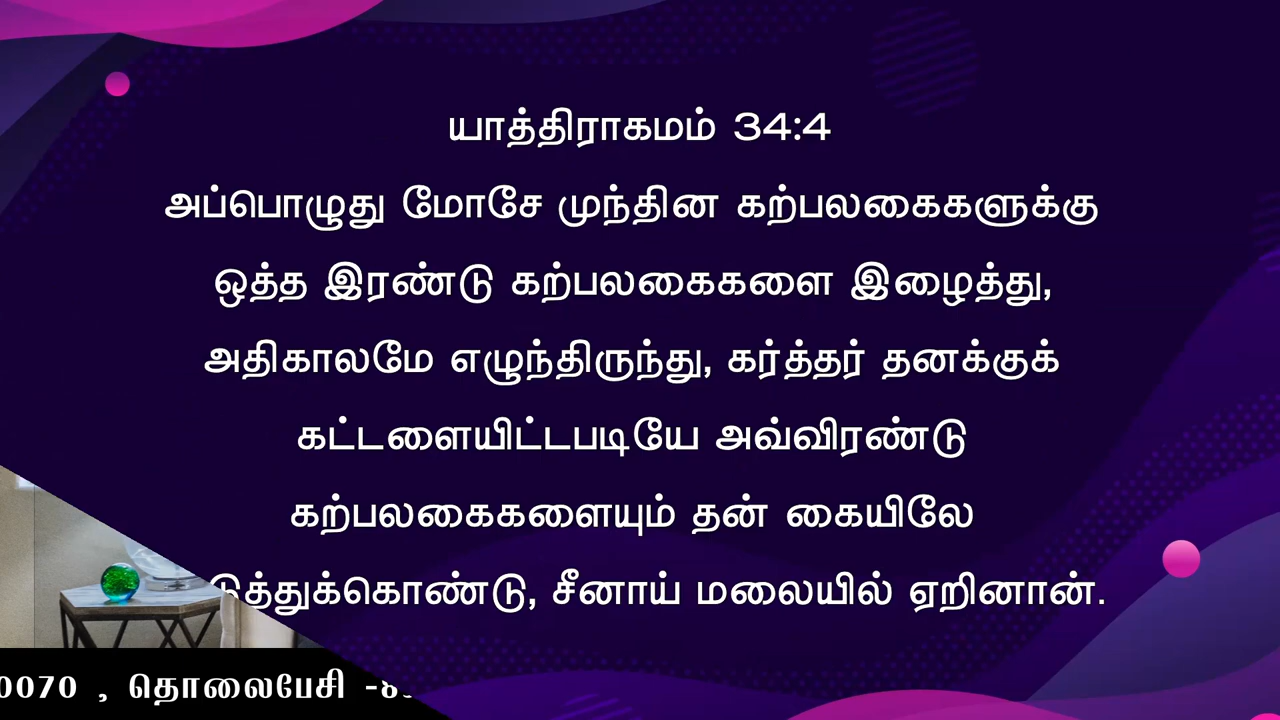 யாத்திராகமம் 34:4
அப்பொழுது மோசே முந்தின கற்பலகைகளுக்கு
ஒத்த இரண்டு கற்பலகைகளை இழைத்து,
அதிகாலமே எழுந்திருந்து, கர்த்தர் தனக்குக்
கட்டளையிட்டபடியே அவ்விரண்டு
கற்பலகைகளையும் தன் கையிலே
சீனாய் மலையில் ஏறினான்.
0070 , தொலைபேசி